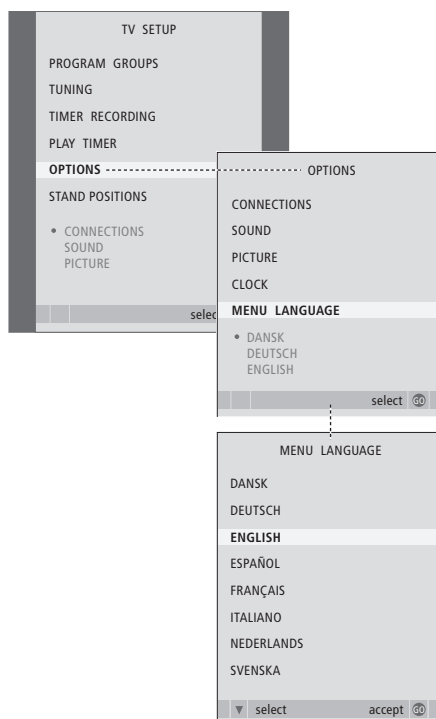 TV SETUP
PROGRAM GROUPS
TUNING
TIMER RECORDING
PLAY TIMER
OPTIONS
STAND POSITIONS
• CONNECTIONS
SOUND
PICTURE
selec
OPTIONS
CONNECTIONS
SOUND
PICTURE
CLOCK
MENU LANGUAGE
• DANSK
DEUTSCH
ENGLISH
select GO
MENU LANGUAGE
DANSK
DEUTSCH
ENGLISH
ESPAÑOL
FRANÇAIS
ITALIANO
NEDERLANDS
SVENSKA
▼ select accept GO